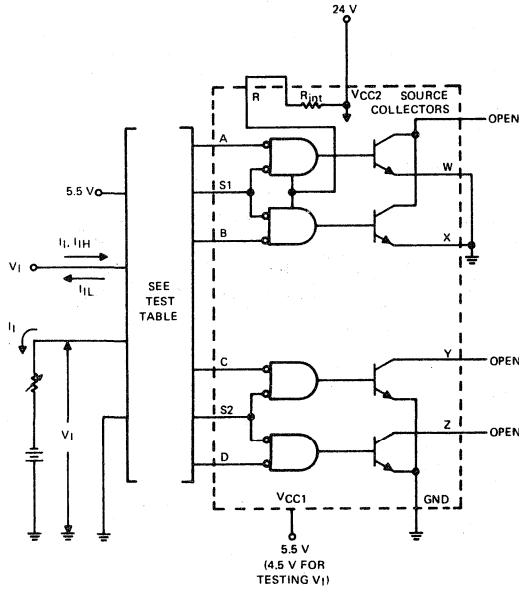 24 V
R
Rint
VCC2
SOURCE
COLLECTORS
OPEN
A
W
5.5 V
S1
B
X
II, IIH
VI
IIL
SEE
TEST
TABLE
II
C
Y
OPEN
S2
Z
OPEN
VI
D
VCC1
GND
5.5 V
(4.5 V FOR
TESTING VI)